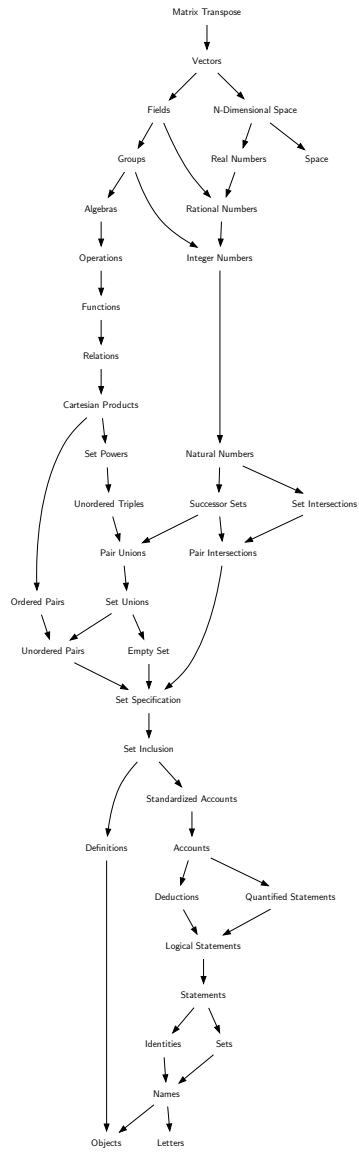 Matrix Transpose
Vectors
Fields
N-Dimensional Space
Groups
Real Numbers
Space
Algebras
Rational Numbers
Operations
Integer Numbers
Functions
Relations
Cartesian Products
Set Powers
Natural Numbers
Unordered Triples
Successor Sets
Set Intersections
Pair Unions
Pair Intersections
Ordered Pairs
Set Unions
Unordered Pairs
Empty Set
Set Specification
Set Inclusion
Standardized Accounts
Definitions
Accounts
Deductions
Quantified Statements
Logical Statements
Statements
Identities
Sets
Names
Objects
Letters